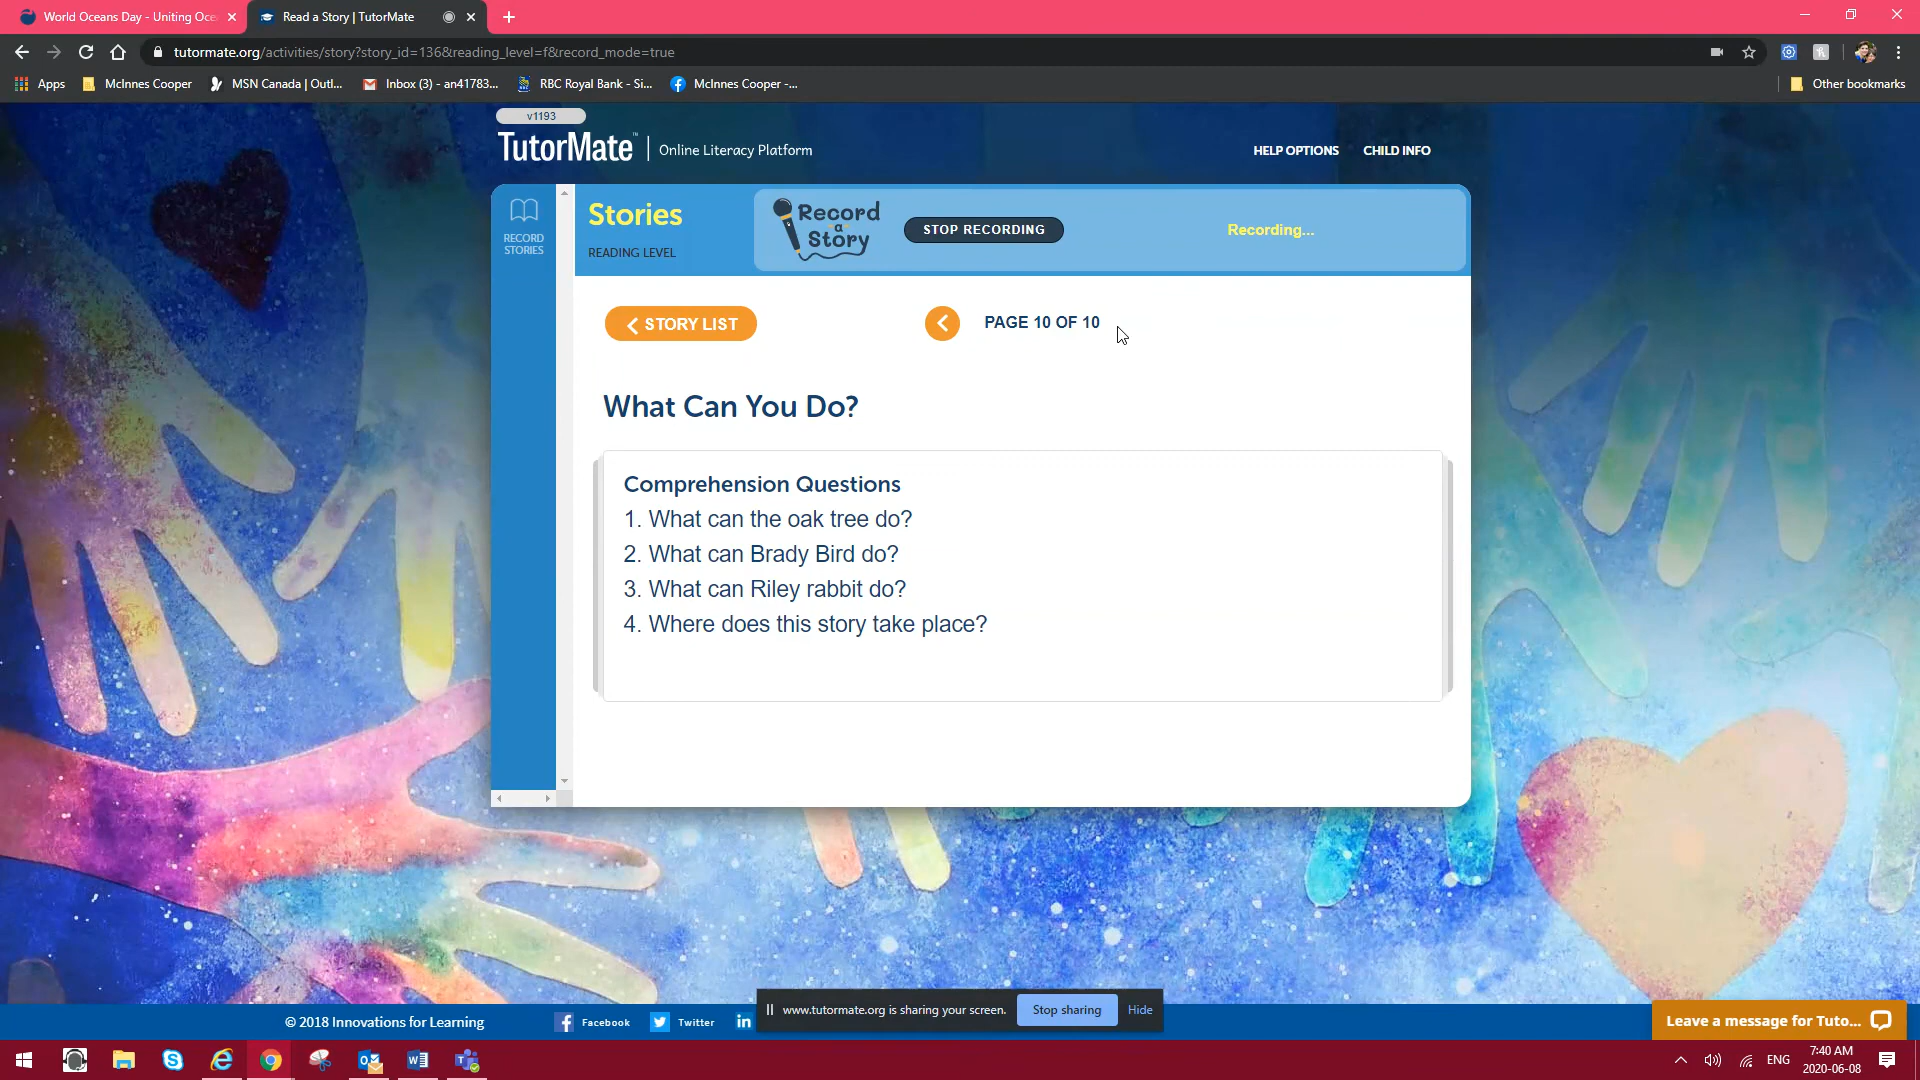 World Oceans Day - Uniting Oce
Read a Story | TutorMate
tutormate.org/activities/story?story_id=136&reading_level=f&record_mode=true
Apps
McInnes Cooper
MSN Canada | Outl...
Inbox (3) - an41783...
RBC Royal Bank - Si...
McInnes Cooper -...
Other bookmarks
v1193
TutorMate™ | Online Literacy Platform
HELP OPTIONS
CHILD INFO
RECORD
STORIES
Stories
READING LEVEL
Record
a
Story
STOP RECORDING
Recording...
STORY LIST
PAGE 10 OF 10
What Can You Do?
Comprehension Questions
1. What can the oak tree do?
2. What can Brady Bird do?
3. What can Riley rabbit do?
4. Where does this story take place?
© 2018 Innovations for Learning
Facebook
Twitter
in
www.tutormate.org is sharing your screen.
Stop sharing
Hide
Leave a message for Tuto...
ENG
7:40 AM
2020-06-08